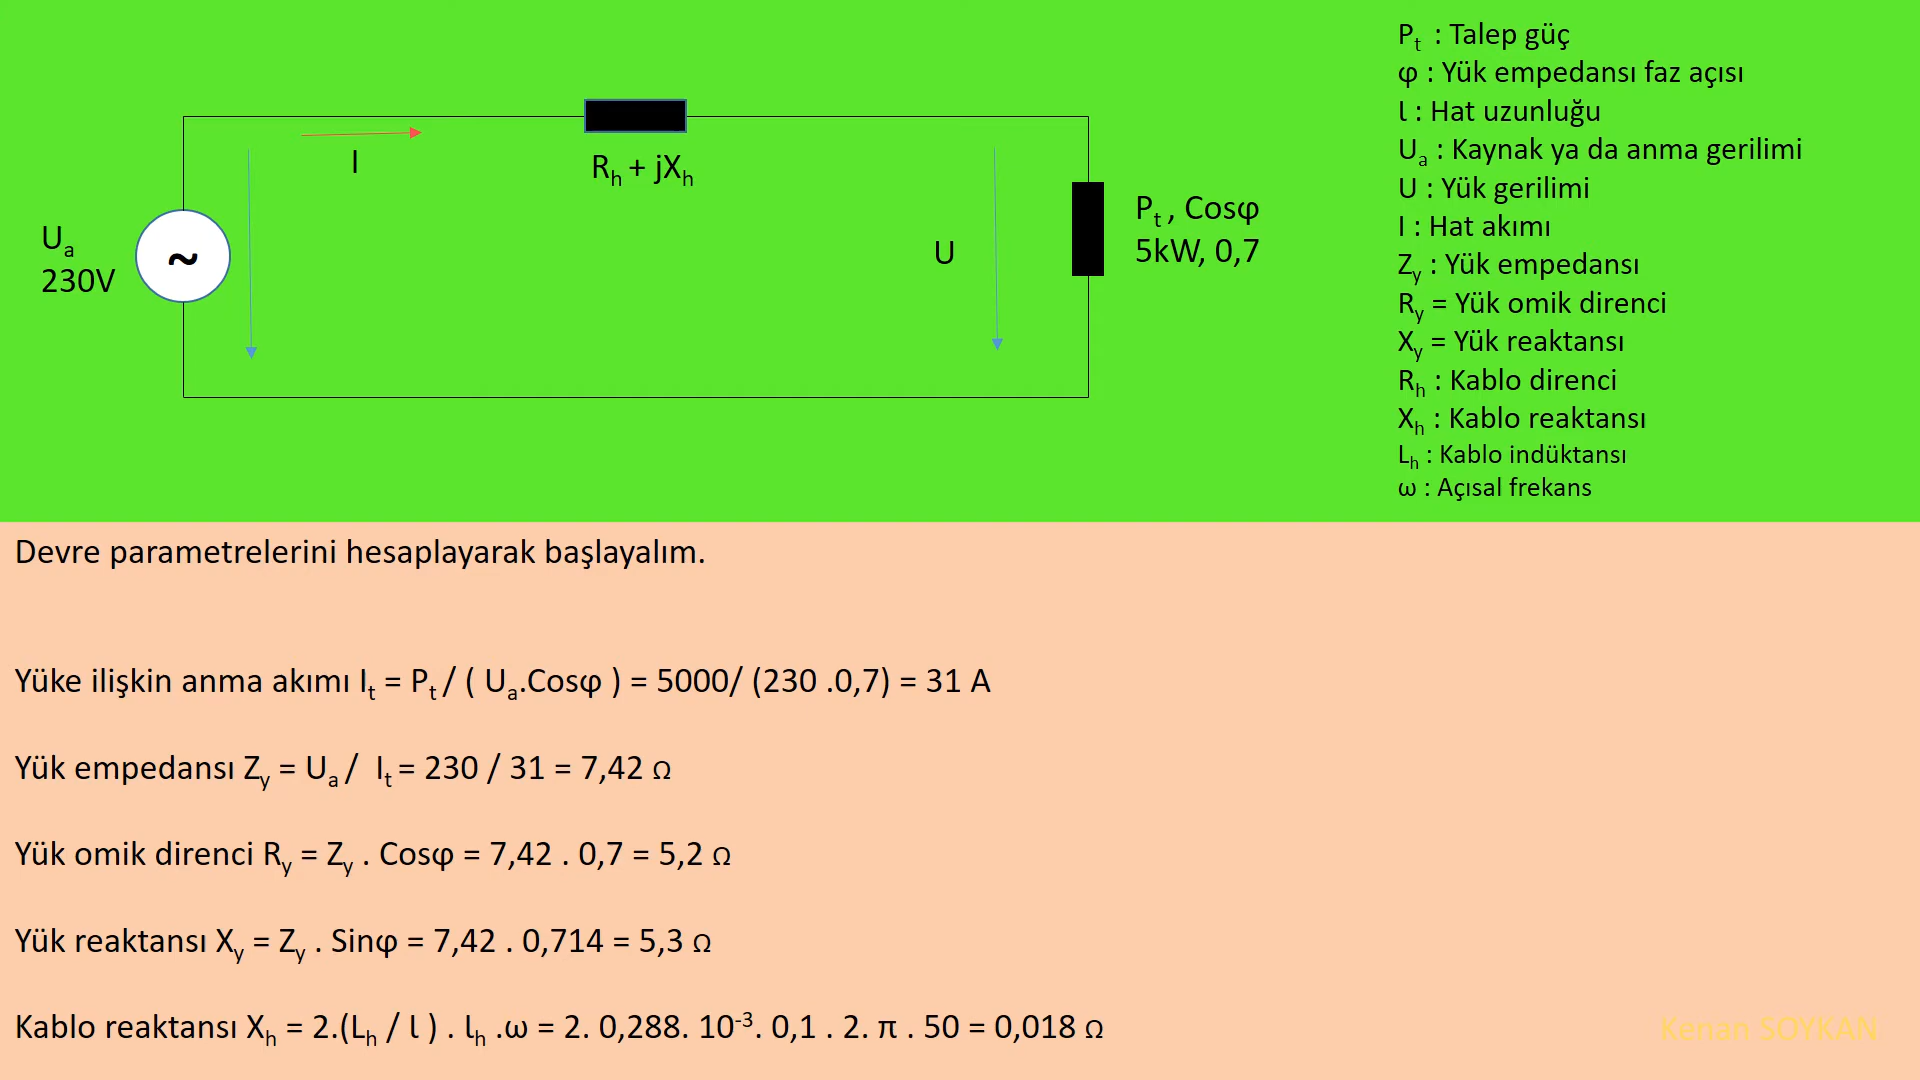 Pt : Talep güç
φ : Yük empedansı faz açısı
l : Hat uzunluğu
Ua : Kaynak ya da anma gerilimi
U : Yük gerilimi
I : Hat akımı
Zy : Yük empedansı
Ry = Yük omik direnci
Xy = Yük reaktansı
Rh : Kablo direnci
Xh : Kablo reaktansı
Lh : Kablo indüktansı
ω : Açısal frekans
I
Rh + jXh
Ua
230V
~
U
Pt , Cosφ
5kW, 0,7
Devre parametrelerini hesaplayarak başlayalım.
Yüke ilişkin anma akımı It = Pt / ( Ua.Cosφ ) = 5000/ (230 .0,7) = 31 A
Yük empedansı Zy = Ua / It = 230 / 31 = 7,42 Ω
Yük omik direnci Ry = Zy . Cosφ = 7,42 . 0,7 = 5,2 Ω
Yük reaktansı Xy = Zy . Sinφ = 7,42 . 0,714 = 5,3 Ω
Kablo reaktansı Xh = 2.(Lh / l ) . lh .ω = 2. 0,288. 10-3. 0,1 . 2. π . 50 = 0,018 Ω
Kenan SOYKAN